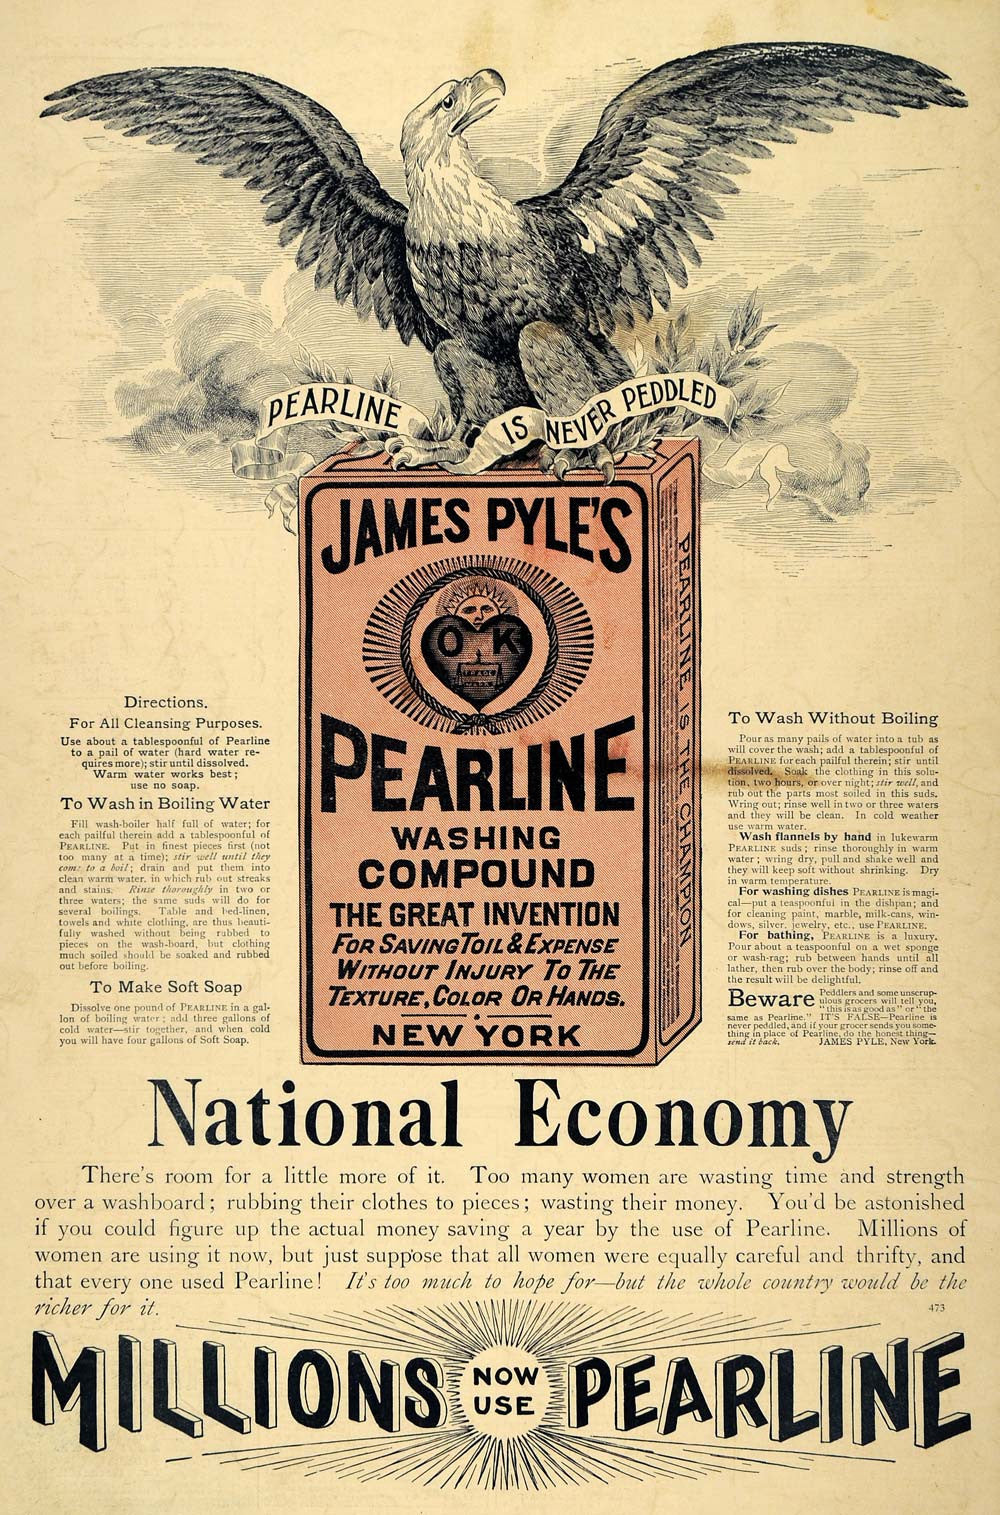 PEARLINE IS NEVER PEDDLED
JAMES PYLE'S
O K
PEARLINE
WASHING
COMPOUND
THE GREAT INVENTION
FOR SAVING TOIL & EXPENSE
WITHOUT INJURY TO THE
TEXTURE, COLOR OR HANDS.
NEW YORK
PEARLINE IS THE CHAMPION
Directions.
For All Cleansing Purposes.
Use about a tablespoonful of Pearline
to a pail of water (hard water re-
quires more); stir until dissolved.
Warm water works best;
use no soap.
To Wash in Boiling Water
Fill wash-boiler half full of water; for
each pailful therein add a tablespoonful of
PEARLINE. Put in finest pieces first (not
too many at a time); stir well until they
come to a boil; drain and put them into
clean warm water, in which rub out streaks
and stains. Rinse thoroughly in two or
three waters; the same suds will do for
several boilings. Table and bed-linen,
towels and white clothing, are thus beauti-
fully washed without being rubbed to
pieces on the wash-board, but clothing
much soiled should be soaked and rubbed
out before boiling.
To Make Soft Soap
Dissolve one pound of PEARLINE in a gal-
lon of boiling water; add three gallons of
cold water—stir together, and when cold
you will have four gallons of Soft Soap.
To Wash Without Boiling
Pour as many pails of water into a tub as
will cover the wash; add a tablespoonful of
PEARLINE for each pailful therein; stir until
dissolved. Soak the clothing in this solu-
tion, two hours, or over night; stir well, and
rub out the parts most soiled in this suds.
Wring out; rinse well in two or three waters
and they will be clean. In cold weather
use warm water.
Wash flannels by hand in lukewarm
PEARLINE suds; rinse thoroughly in warm
water; wring dry, pull and shake well and
they will keep soft without shrinking. Dry
in warm temperature.
For washing dishes PEARLINE is magi-
cal—put a teaspoonful in the dishpan; and
for cleaning paint, marble, milk-cans, win-
dows, silver, jewelry, etc., use PEARLINE.
For bathing, PEARLINE is a luxury.
Pour about a teaspoonful on a wet sponge
or wash-rag; rub between hands until all
lather, then rub over the body; rinse off and
the result will be delightful.
Beware Peddlers and some unscrup-
ulous grocers will tell you,
"this is as good as" or "the
same as Pearline." IT'S FALSE—Pearline is
never peddled, and if your grocer sends you some-
thing in place of Pearline, do the honest thing—
send it back. JAMES PYLE, New York.
National Economy
There's room for a little more of it. Too many women are wasting time and strength
over a washboard; rubbing their clothes to pieces; wasting their money. You'd be astonished
if you could figure up the actual money saving a year by the use of Pearline. Millions of
women are using it now, but just suppose that all women were equally careful and thrifty, and
that every one used Pearline! It's too much to hope for—but the whole country would be the
richer for it.
473
MILLIONS NOW USE PEARLINE